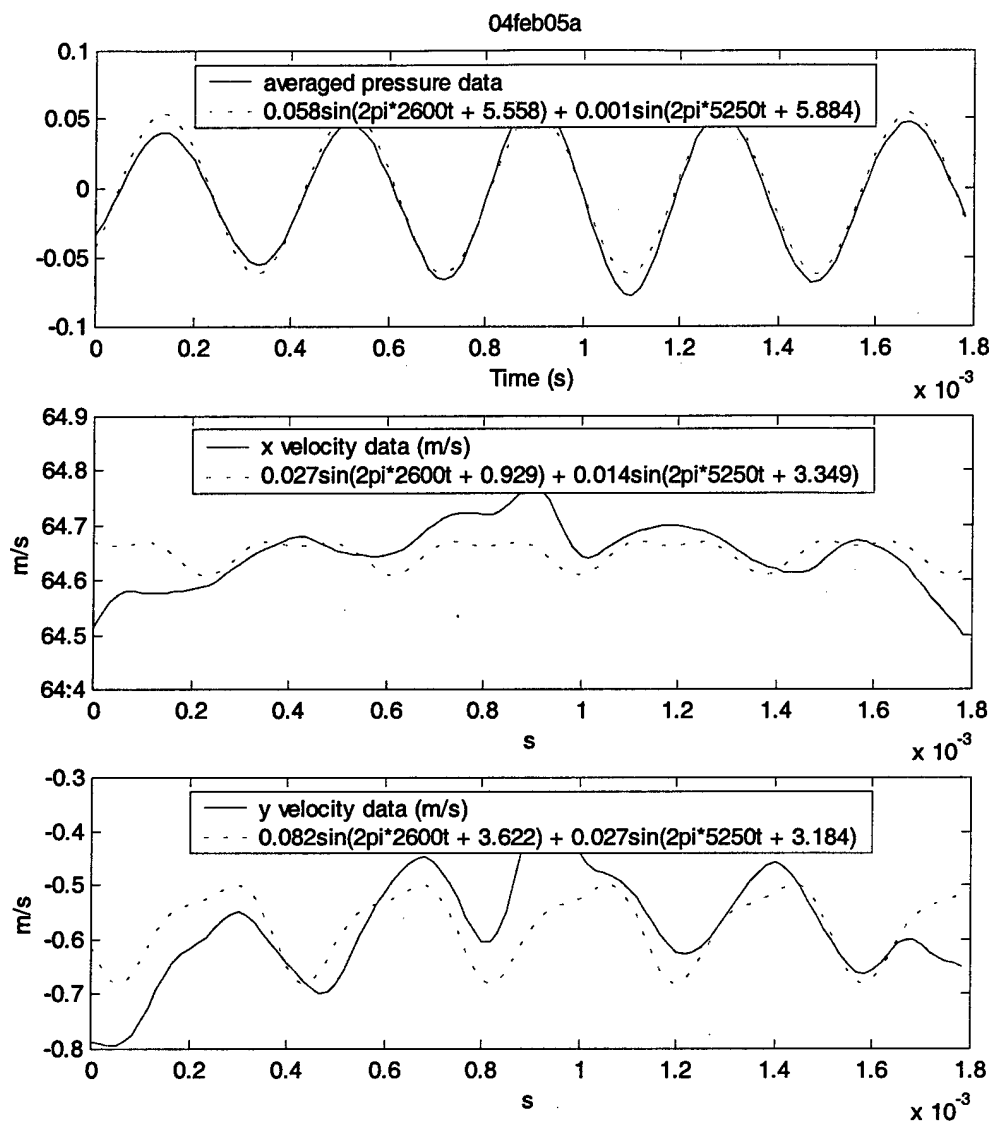 04feb05a
0.1
0.05
0
-0.05
-0.1
averaged pressure data
0.058sin(2pi*2600t + 5.558) + 0.001sin(2pi*5250t + 5.884)
0 0.2 0.4 0.6 0.8 1 1.2 1.4 1.6 1.8
Time (s)
x 10-3
64.9
64.8
64.7
64.6
64.5
64:4
m/s
x velocity data (m/s)
0.027sin(2pi*2600t + 0.929) + 0.014sin(2pi*5250t + 3.349)
0 0.2 0.4 0.6 0.8 1 1.2 1.4 1.6 1.8
s
x 10-3
-0.3
-0.4
-0.5
-0.6
-0.7
-0.8
m/s
y velocity data (m/s)
0.082sin(2pi*2600t + 3.622) + 0.027sin(2pi*5250t + 3.184)
0 0.2 0.4 0.6 0.8 1 1.2 1.4 1.6 1.8
s
x 10-3